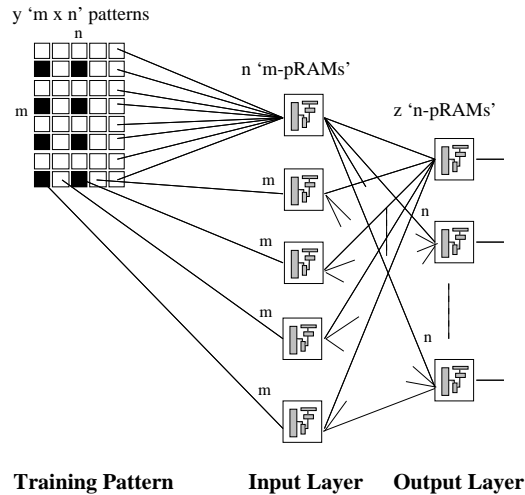 y ‘m x n’ patterns
n
m
n ‘m-pRAMs’
z ‘n-pRAMs’
m
m
m
m
n
n
Training Pattern
Input Layer
Output Layer